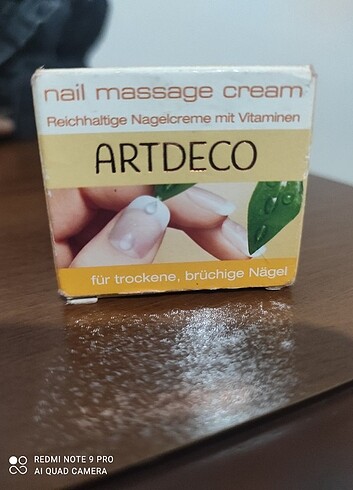 nail massage cream
Reichhaltige Nagelcreme mit Vitaminen
ARTDECO
für trockene, brüchige Nägel
REDMI NOTE 9 PRO
AI QUAD CAMERA